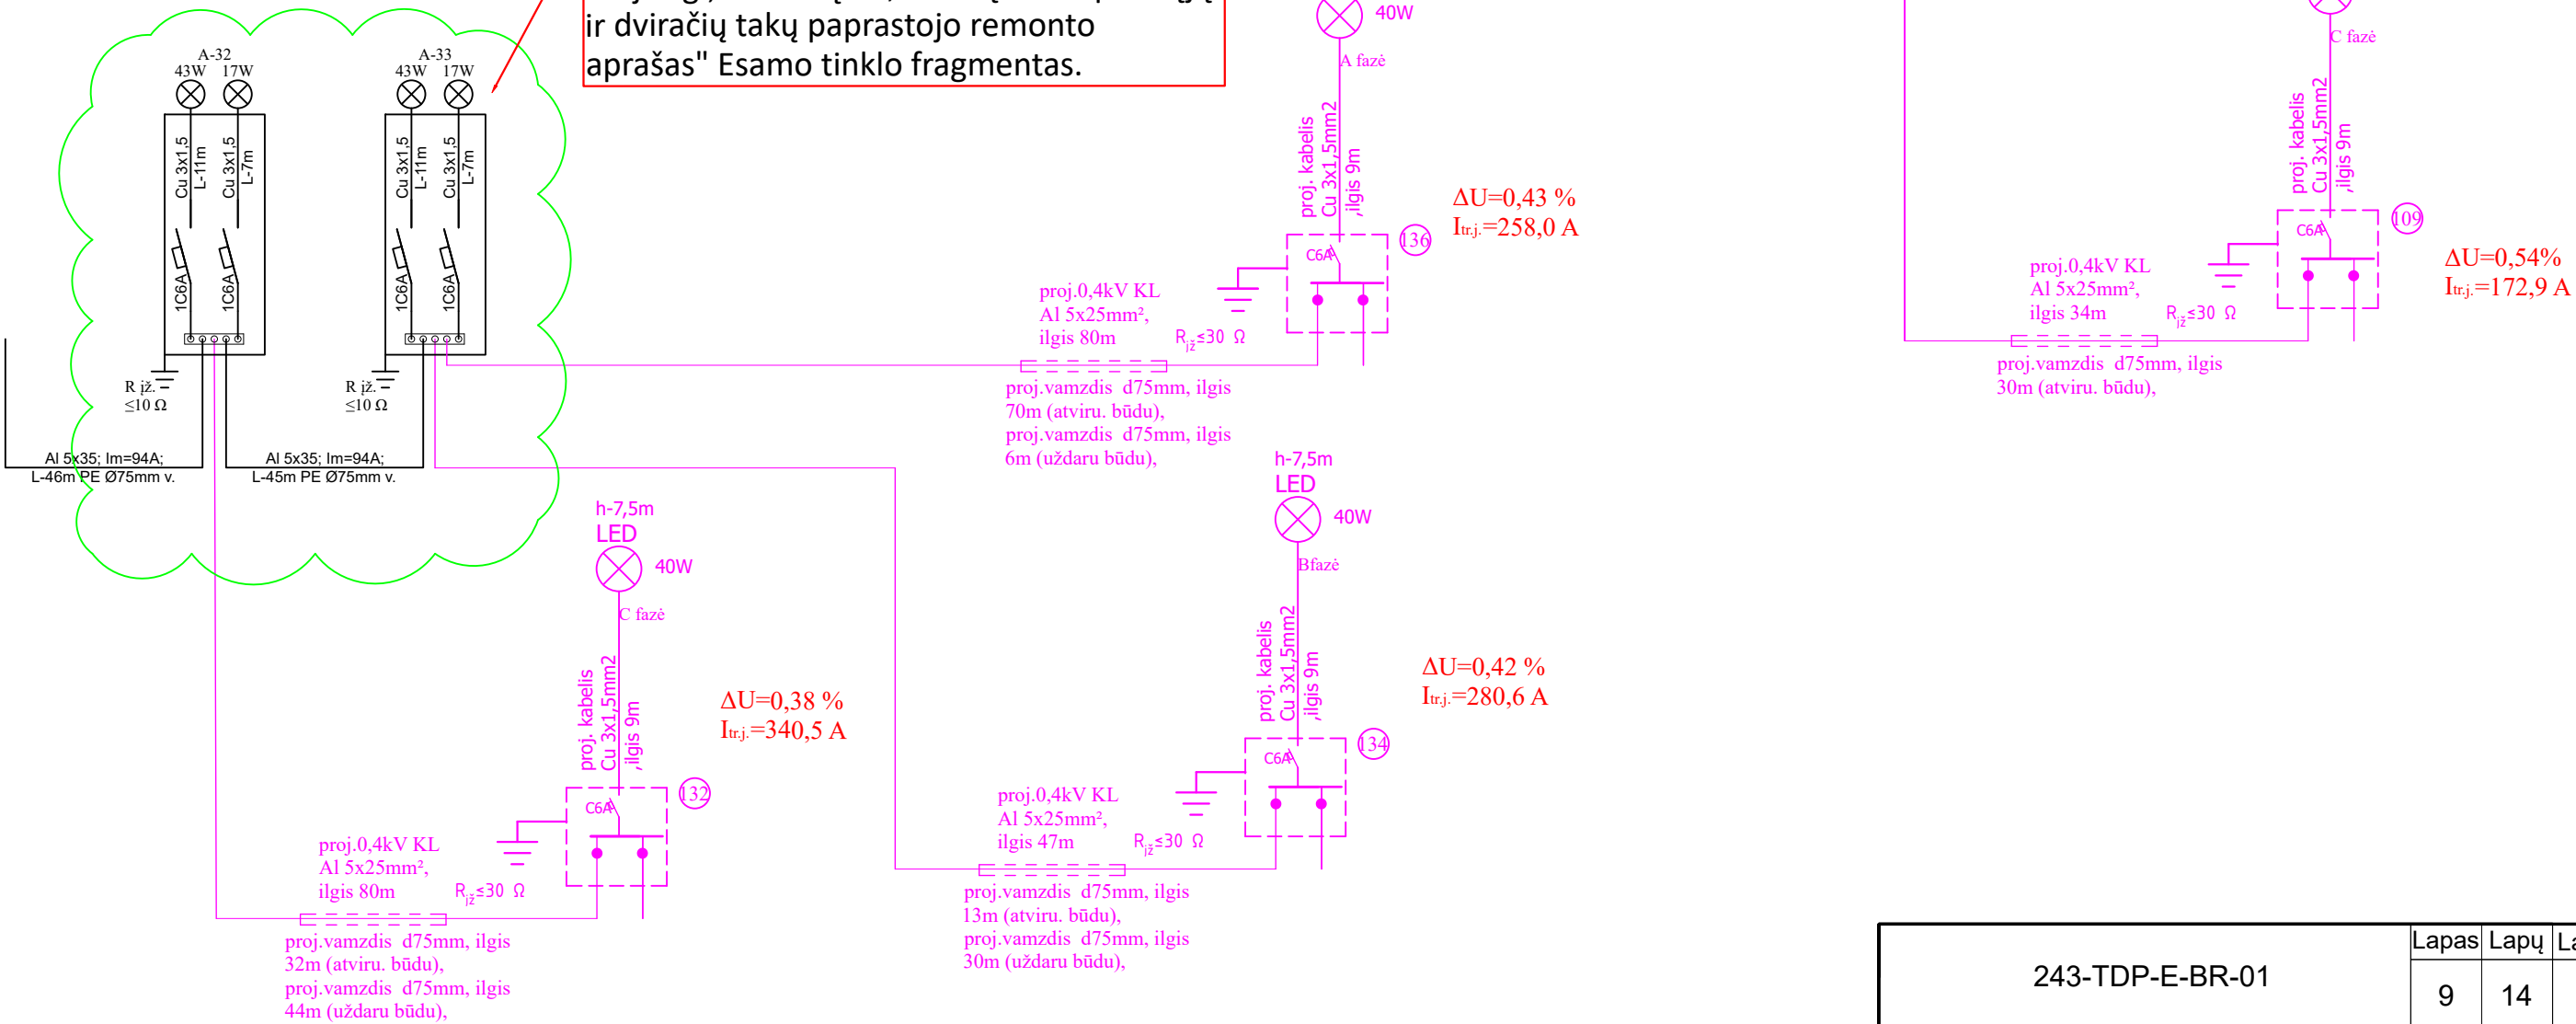 ir dviračių takų paprastojo remonto
aprašas" Esamo tinklo fragmentas.
A-32
43W 17W
Cu 3x1,5
L-11m
Cu 3x1,5
L-7m
1C6A
1C6A
R įž.
≤10 Ω
A-33
43W 17W
Cu 3x1,5
L-11m
Cu 3x1,5
L-7m
1C6A
1C6A
R įž.
≤10 Ω
Al 5x35; Im=94A;
L-46m PE Ø75mm v.
Al 5x35; Im=94A;
L-45m PE Ø75mm v.
40W
A fazė
proj. kabelis
Cu 3x1,5mm2
,ilgis 9m
C6A
136
ΔU=0,43 %
Itr.j.=258,0 A
proj.0,4kV KL
Al 5x25mm²,
ilgis 80m
Rįž≤30 Ω
proj.vamzdis d75mm, ilgis
70m (atviru. būdu),
proj.vamzdis d75mm, ilgis
6m (uždaru būdu),
C fazė
proj. kabelis
Cu 3x1,5mm2
,ilgis 9m
C6A
109
ΔU=0,54%
Itr.j.=172,9 A
proj.0,4kV KL
Al 5x25mm²,
ilgis 34m
Rįž≤30 Ω
proj.vamzdis d75mm, ilgis
30m (atviru. būdu),
h-7,5m
LED
40W
C fazė
proj. kabelis
Cu 3x1,5mm2
,ilgis 9m
C6A
132
ΔU=0,38 %
Itr.j.=340,5 A
proj.0,4kV KL
Al 5x25mm²,
ilgis 80m
Rįž≤30 Ω
proj.vamzdis d75mm, ilgis
32m (atviru. būdu),
proj.vamzdis d75mm, ilgis
44m (uždaru būdu),
h-7,5m
LED
40W
Bfazė
proj. kabelis
Cu 3x1,5mm2
,ilgis 9m
C6A
134
ΔU=0,42 %
Itr.j.=280,6 A
proj.0,4kV KL
Al 5x25mm²,
ilgis 47m
Rįž≤30 Ω
proj.vamzdis d75mm, ilgis
13m (atviru. būdu),
proj.vamzdis d75mm, ilgis
30m (uždaru būdu),
243-TDP-E-BR-01
Lapas Lapų
9 14